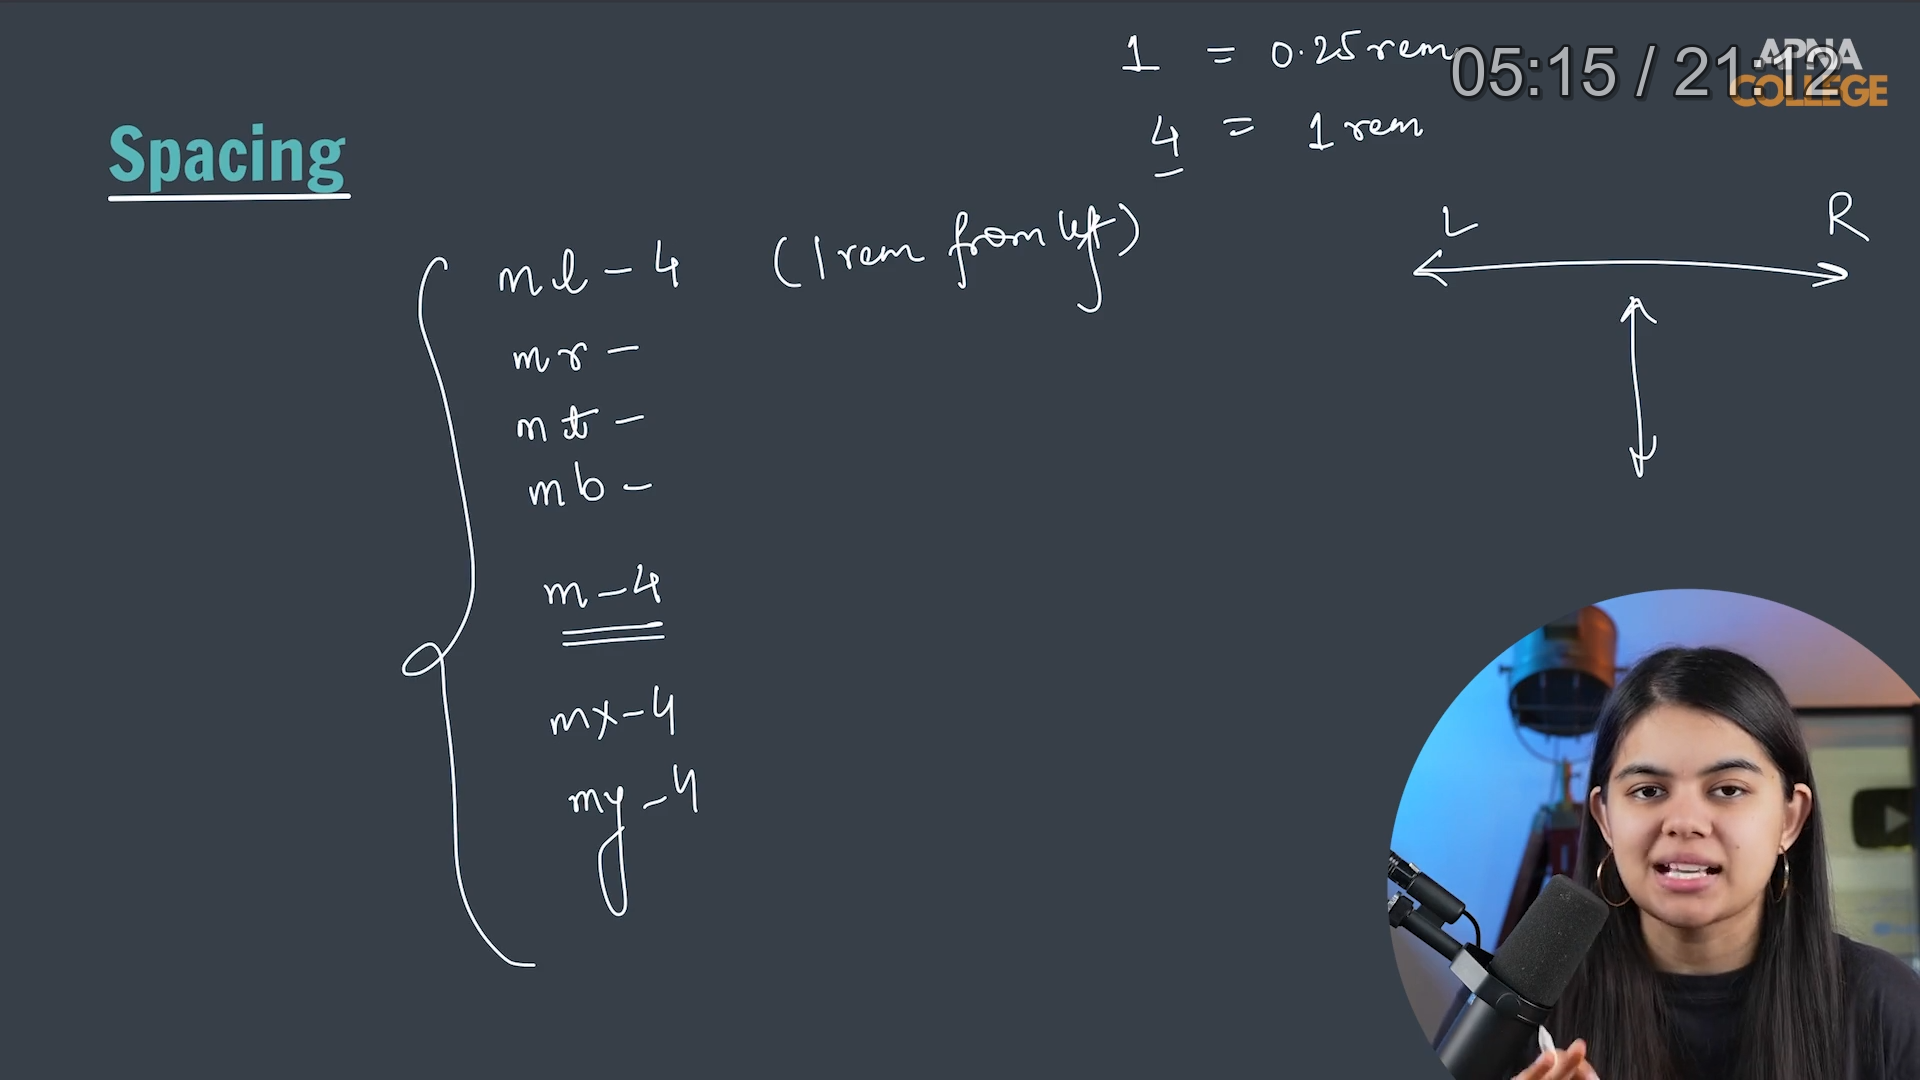 1 = 0.25 rem
05:15 / 21:12
APNA
COLLEGE
4 = 1 rem
Spacing
L R
ml - 4 (1 rem from left)
mr -
mt -
mb -
m - 4
mx - 4
my - 4